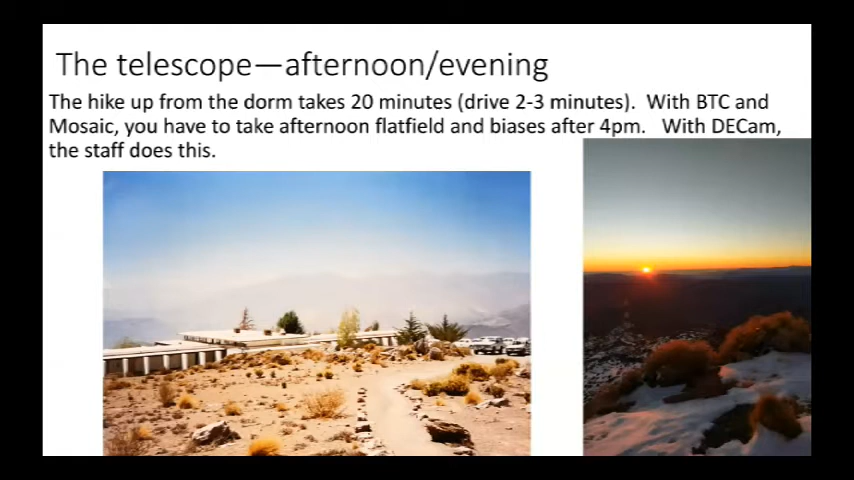 The telescope—afternoon/evening
The hike up from the dorm takes 20 minutes (drive 2-3 minutes).  With BTC and
Mosaic, you have to take afternoon flatfield and biases after 4pm.   With DECam,
the staff does this.